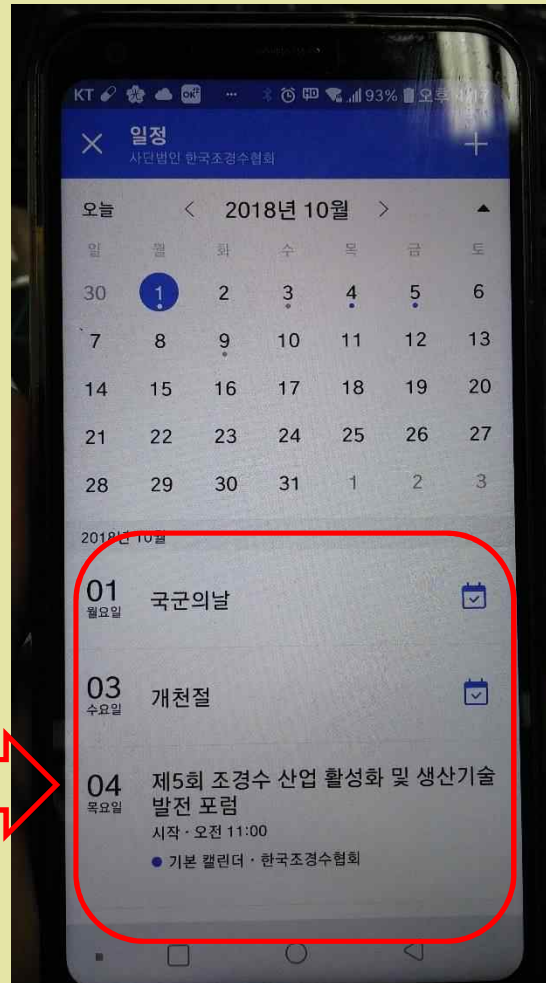 KT OK HD 93% 오후
일정
사단법인 한국조경수협회
오늘 < 2018년 10월 >
일 월 화 수 목 금 토
30 1 2 3 4 5 6
7 8 9 10 11 12 13
14 15 16 17 18 19 20
21 22 23 24 25 26 27
28 29 30 31 1 2 3
2018년 10월
01
월요일
국군의날
03
수요일
개천절
04
목요일
제5회 조경수 산업 활성화 및 생산기술
발전 포럼
시작 · 오전 11:00
● 기본 캘린더 · 한국조경수협회